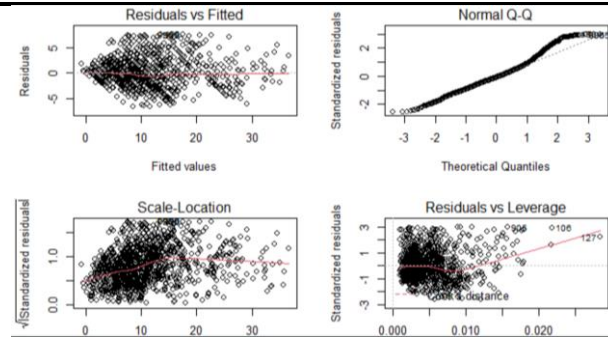 Residuals vs Fitted
Residuals
5
0
-5
0 10 20 30
Fitted values
Normal Q-Q
Standardized residuals
2
0
-2
-3 -2 -1 0 1 2 3
Theoretical Quantiles
Scale-Location
√|Standardized residuals|
1.0
0.0
0 10 20 30
Residuals vs Leverage
Standardized residuals
3
1
-1
-3
106
127
distance
0.000 0.010 0.020